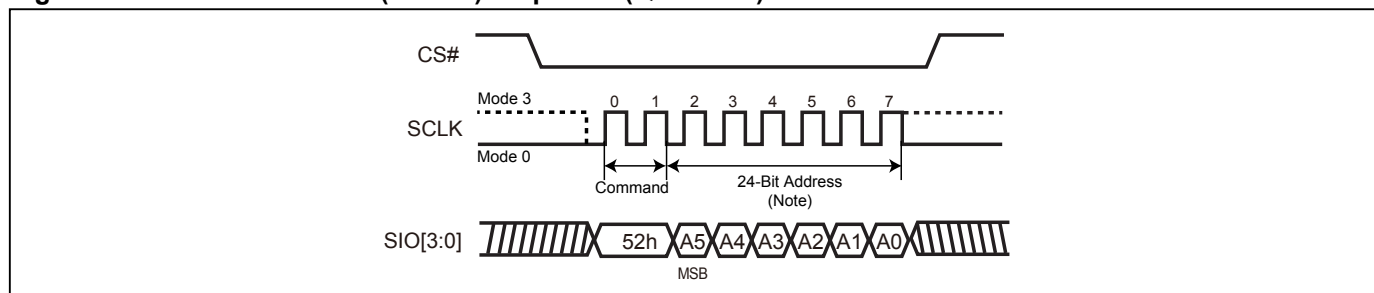 CS#
Mode 3
0 1 2 3 4 5 6 7
SCLK
Mode 0
Command
24-Bit Address
(Note)
SIO[3:0]
52h A5 A4 A3 A2 A1 A0
MSB